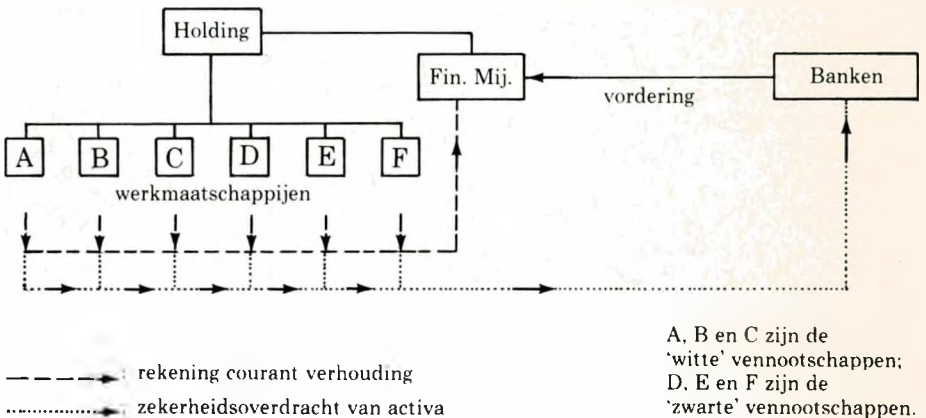 Holding
Fin. Mij.
Banken
vordering
A B C D E F
werkmaatschappijen
rekening courant verhouding
zekerheidsoverdracht van activa
A, B en C zijn de
'witte' vennootschappen;
D, E en F zijn de
'zwarte' vennootschappen.